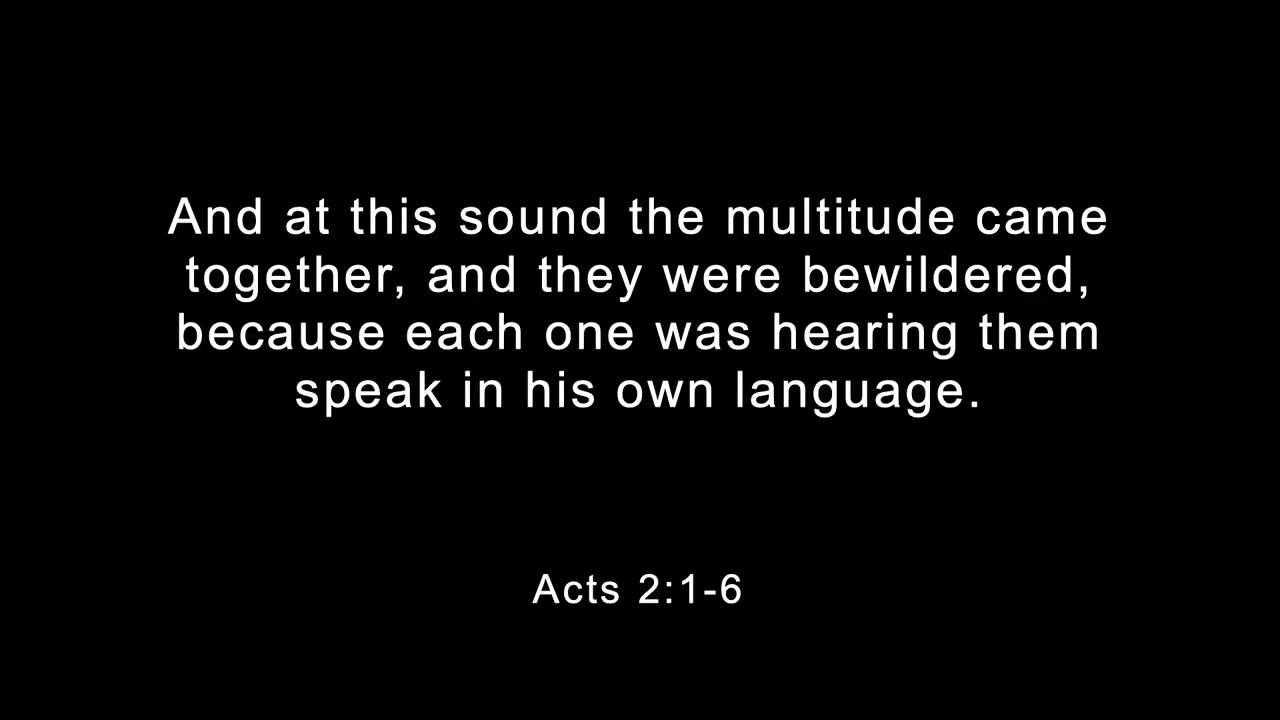 And at this sound the multitude came
together, and they were bewildered,
because each one was hearing them
speak in his own language.
Acts 2:1-6